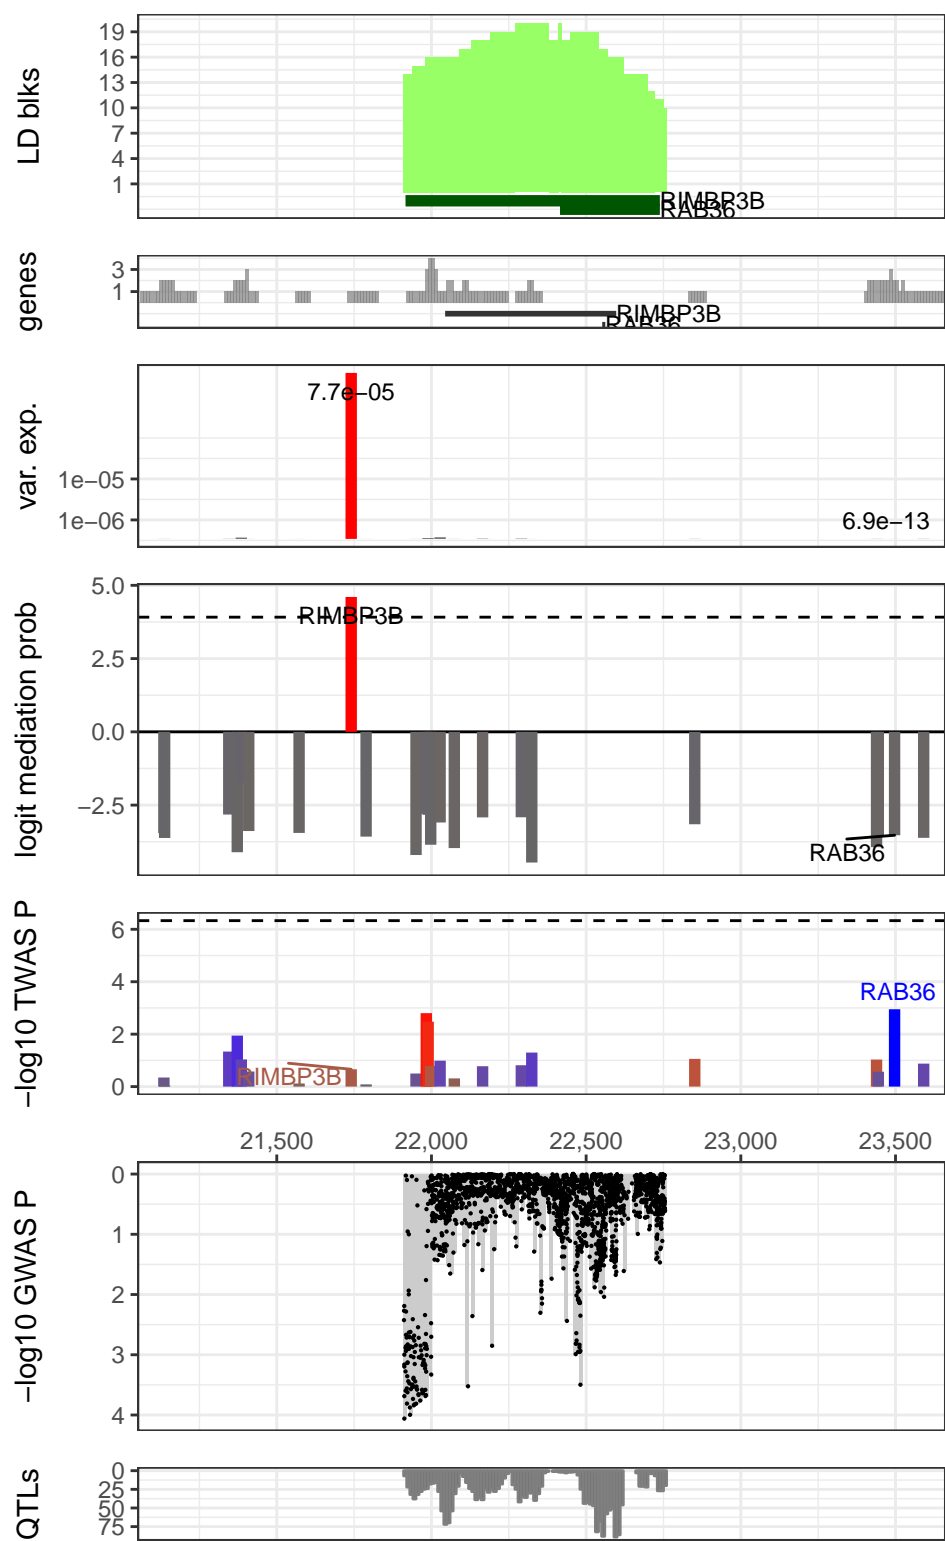 LD blks
19
16
13
10
7
4
1
RIMBP3B
RAB36
genes
3
1
RIMBP3B
RAB36
var. exp.
1e−05
1e−06
7.7e−05
6.9e−13
logit mediation prob
5.0
2.5
0.0
−2.5
RIMBP3B
RAB36
−log10 TWAS P
6
4
2
0
RAB36
RIMBP3B
21,500 22,000 22,500 23,000 23,500
−log10 GWAS P
0
1
2
3
4
QTLs
0
25
50
75